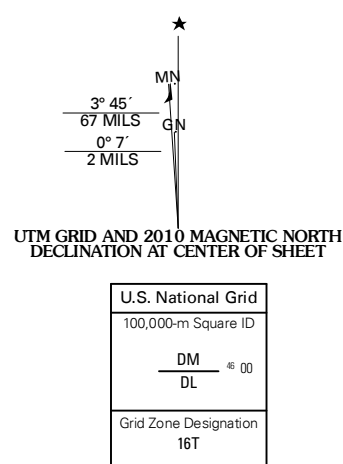 MN
3° 45´
67 MILS
GN
0° 7´
2 MILS
UTM GRID AND 2010 MAGNETIC NORTH
DECLINATION AT CENTER OF SHEET
U.S. National Grid
100,000-m Square ID
DM
46 00
DL
Grid Zone Designation
16T